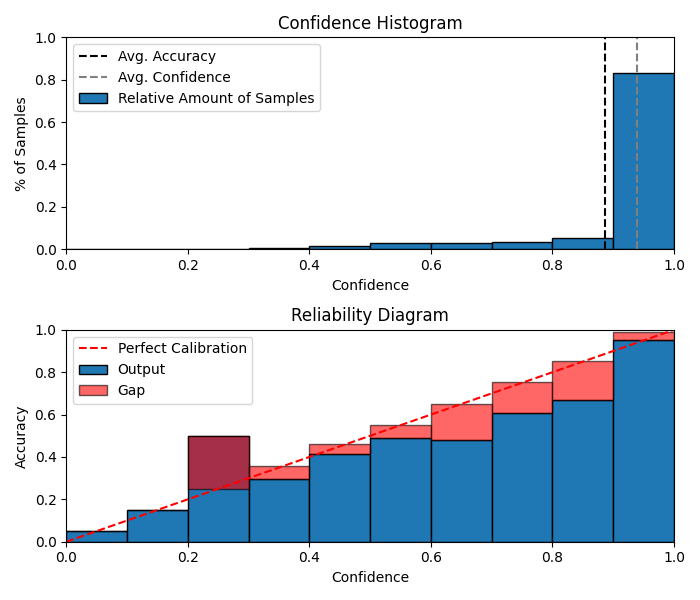 Confidence Histogram
1.0
0.8
0.6
0.4
0.2
0.0
% of Samples
Avg. Accuracy
Avg. Confidence
Relative Amount of Samples
0.0 0.2 0.4 0.6 0.8 1.0
Confidence
Reliability Diagram
1.0
0.8
0.6
0.4
0.2
0.0
Accuracy
Perfect Calibration
Output
Gap
0.0 0.2 0.4 0.6 0.8 1.0
Confidence